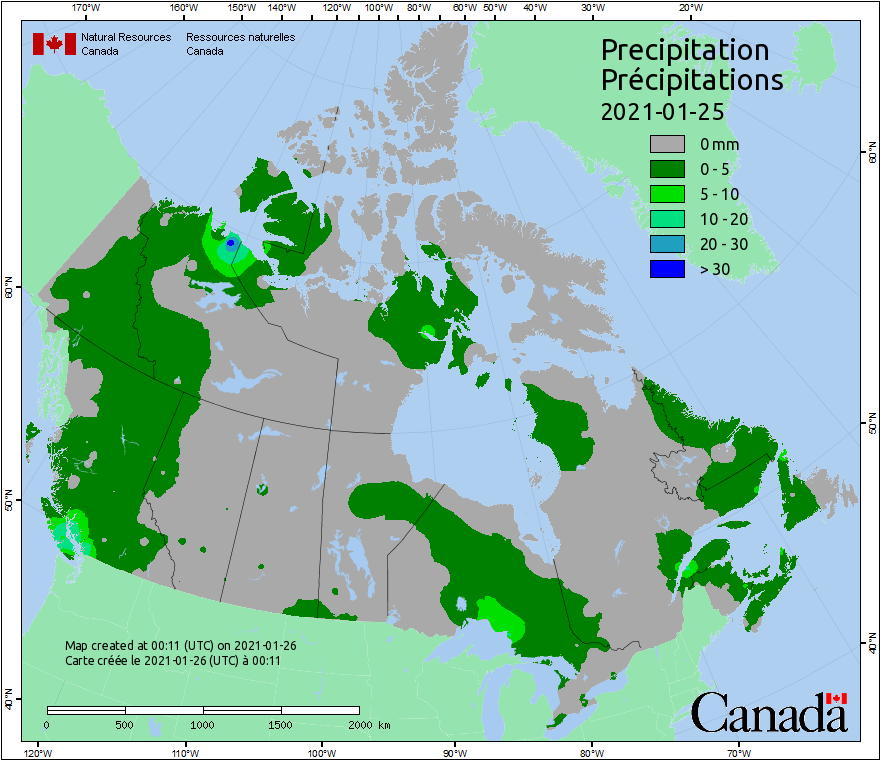 170°W 160°W 150°W 140°W 120°W 100°W 80°W 60°W 50°W 40°W 30°W 20°W
Natural Resources Ressources naturelles
Canada Canada
Precipitation
Précipitations
2021-01-25
0 mm
0 - 5
5 - 10
10 - 20
20 - 30
> 30
60°N
60°N
50°N
50°N
40°N
40°N
Map created at 00:11 (UTC) on 2021-01-26
Carte créée le 2021-01-26 (UTC) à 00:11
0 500 1000 1500 2000 km
Canada
120°W 110°W 100°W 90°W 80°W 70°W